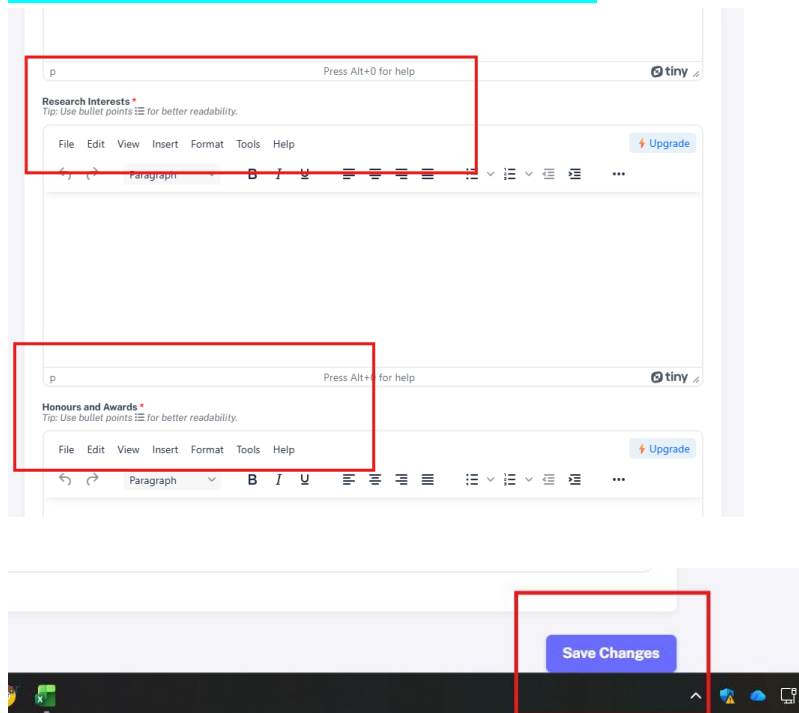 p Press Alt+0 for help tiny
Research Interests *
Tip: Use bullet points for better readability.
File Edit View Insert Format Tools Help Upgrade
Paragraph B I U
p Press Alt+0 for help tiny
Honours and Awards *
Tip: Use bullet points for better readability.
File Edit View Insert Format Tools Help Upgrade
Paragraph B I U
Save Changes